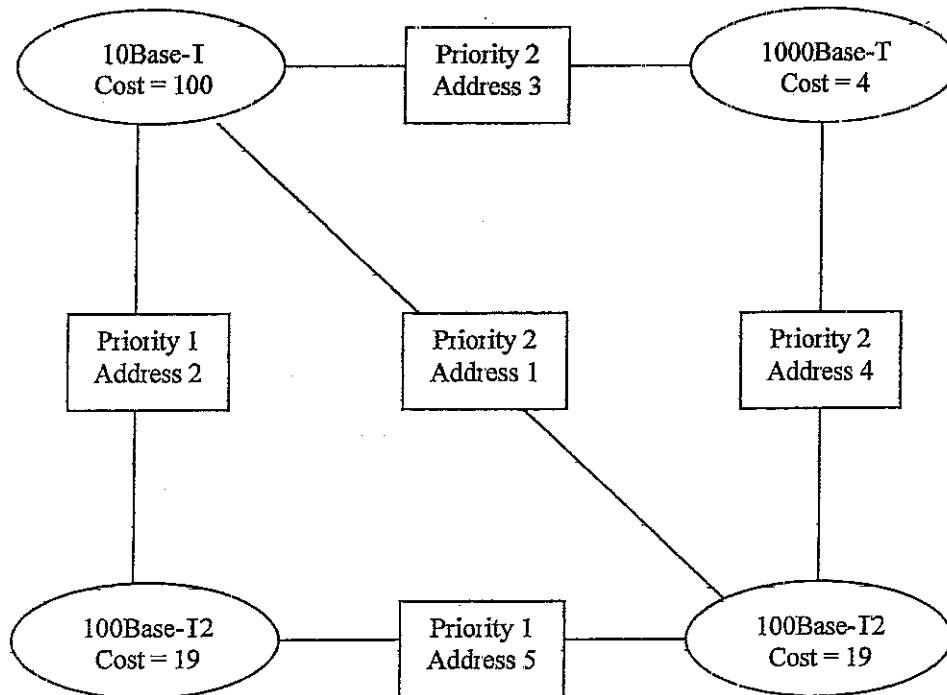 10Base-T
Cost = 100
Priority 2
Address 3
1000Base-T
Cost = 4
Priority 1
Address 2
Priority 2
Address 1
Priority 2
Address 4
100Base-T2
Cost = 19
Priority 1
Address 5
100Base-T2
Cost = 19